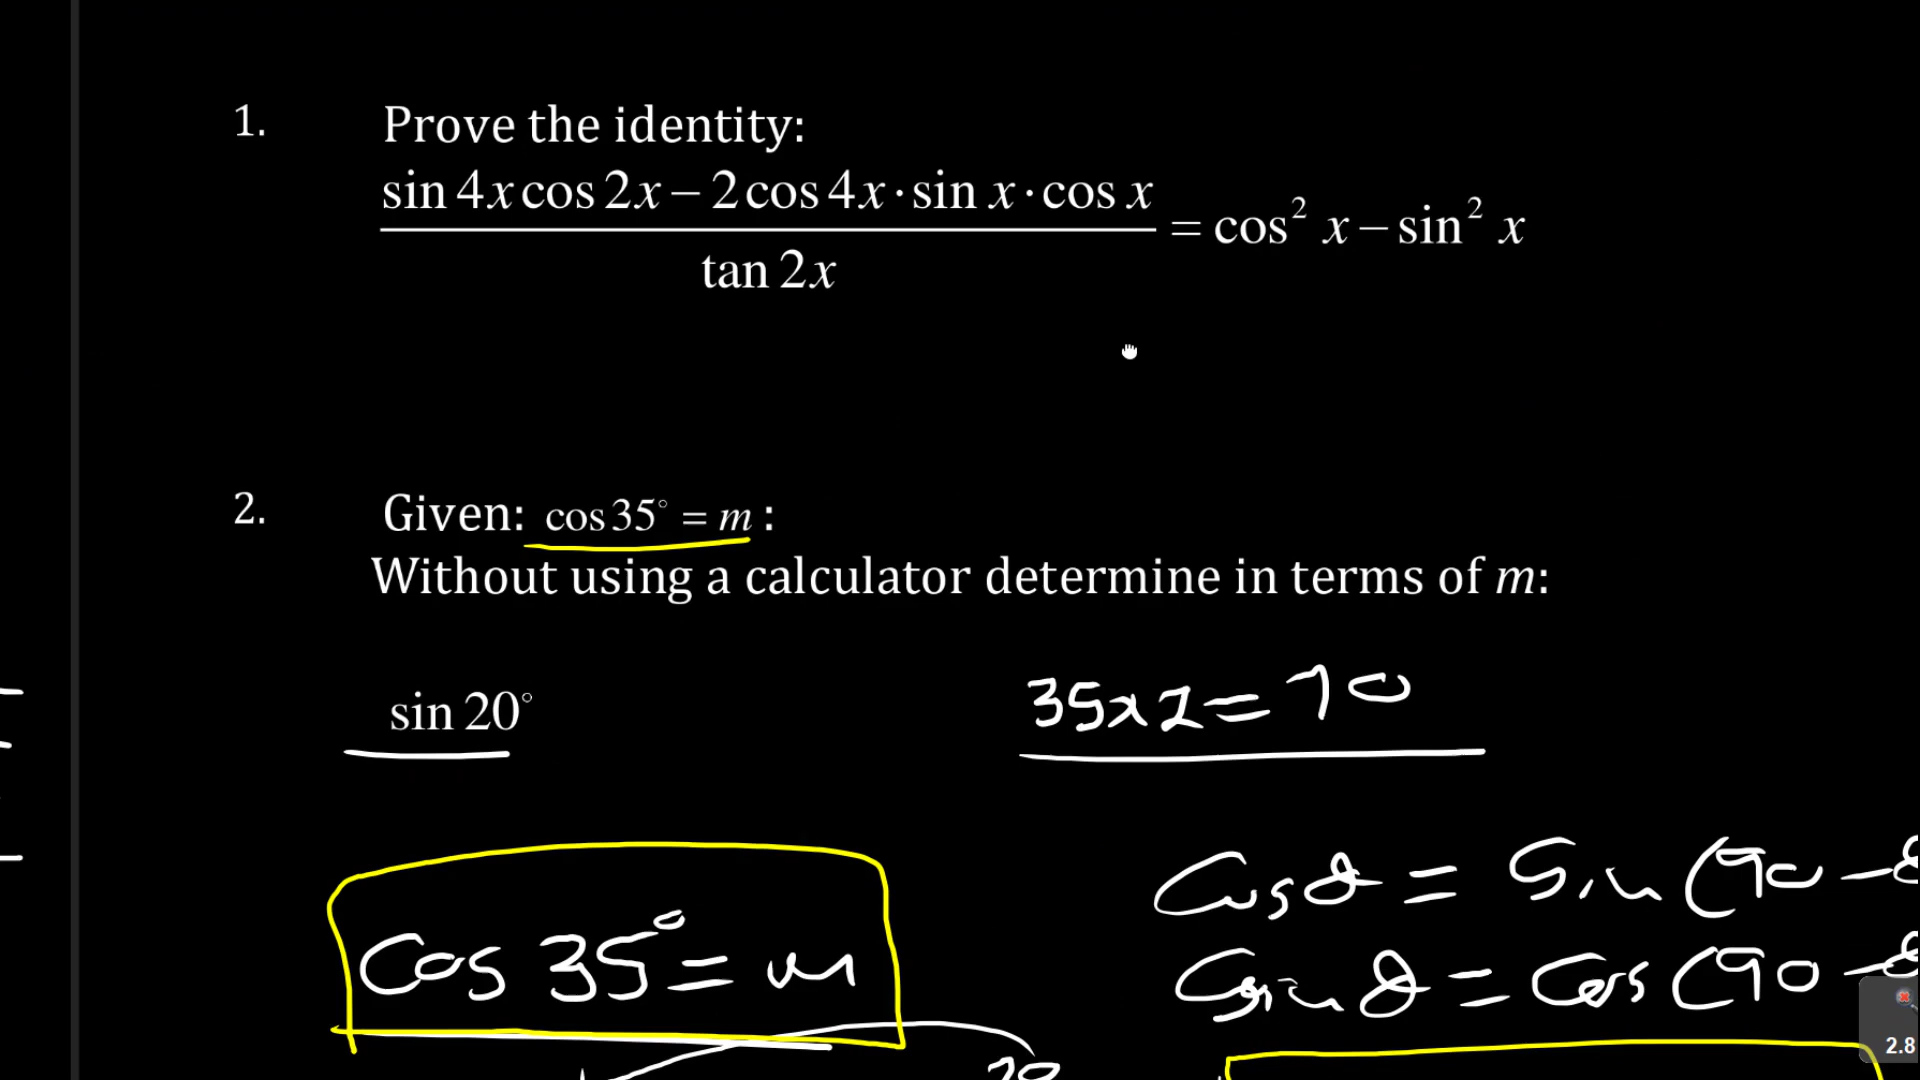 1. Prove the identity:
sin 4x cos 2x − 2 cos 4x · sin x · cos x
———
tan 2x
= cos² x − sin² x
2. Given: cos 35° = m :
Without using a calculator determine in terms of m:
sin 20°
35x2=70
Cosθ = Sin (90 –
Cos 35° = m
Sinθ = Cos (90 –
20
2.8